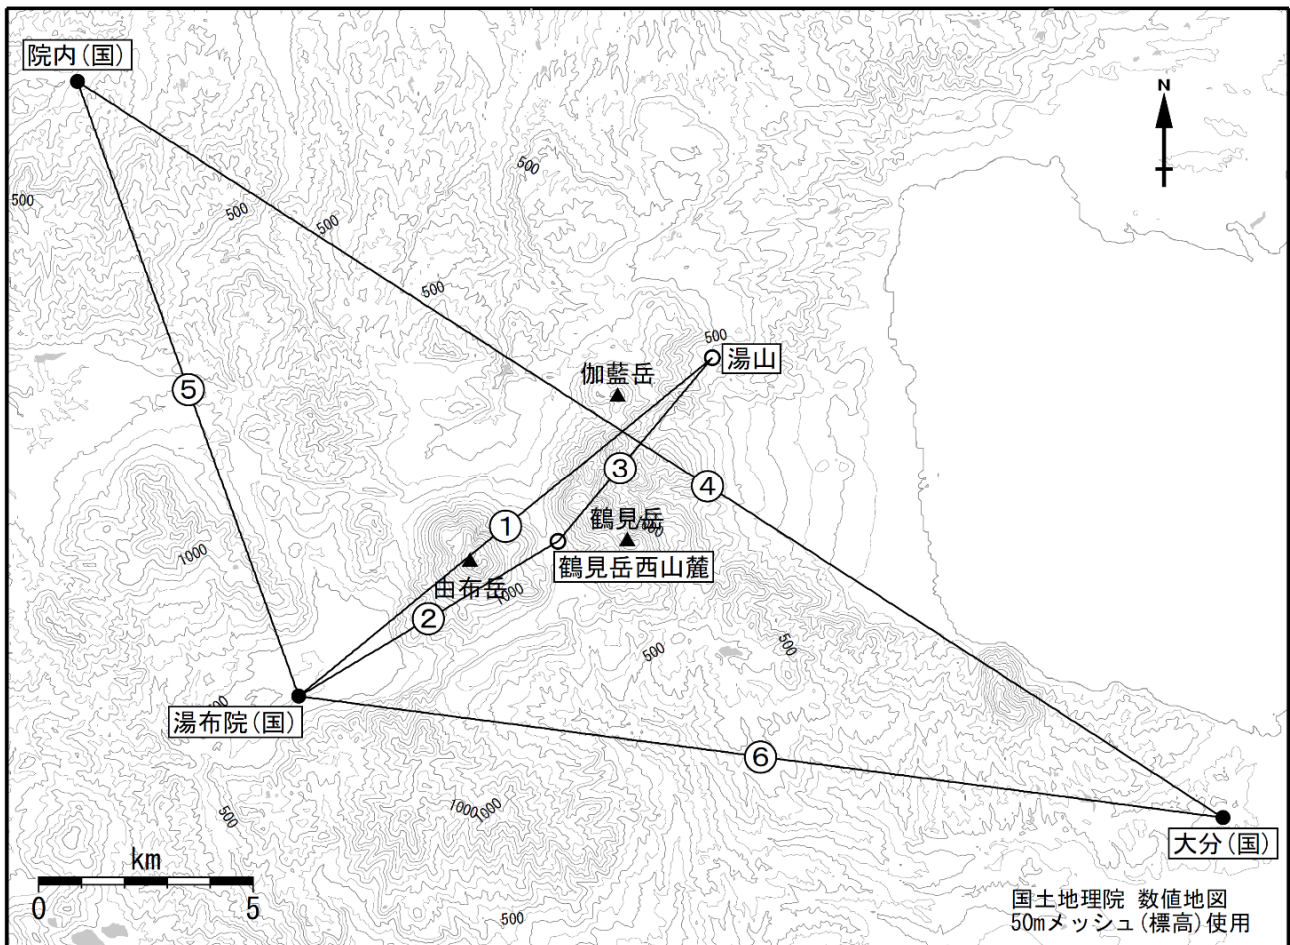 院内(国)
N
500
500
500
500
500
500
湯山
伽藍岳
⑤
③
④
①
鶴見岳
鶴見岳西山麓
1000
由布岳
1000
②
500
500
湯布院(国)
⑥
1000
1000
500
大分(国)
km
0 5
500
国土地理院 数値地図
50mメッシュ(標高)使用